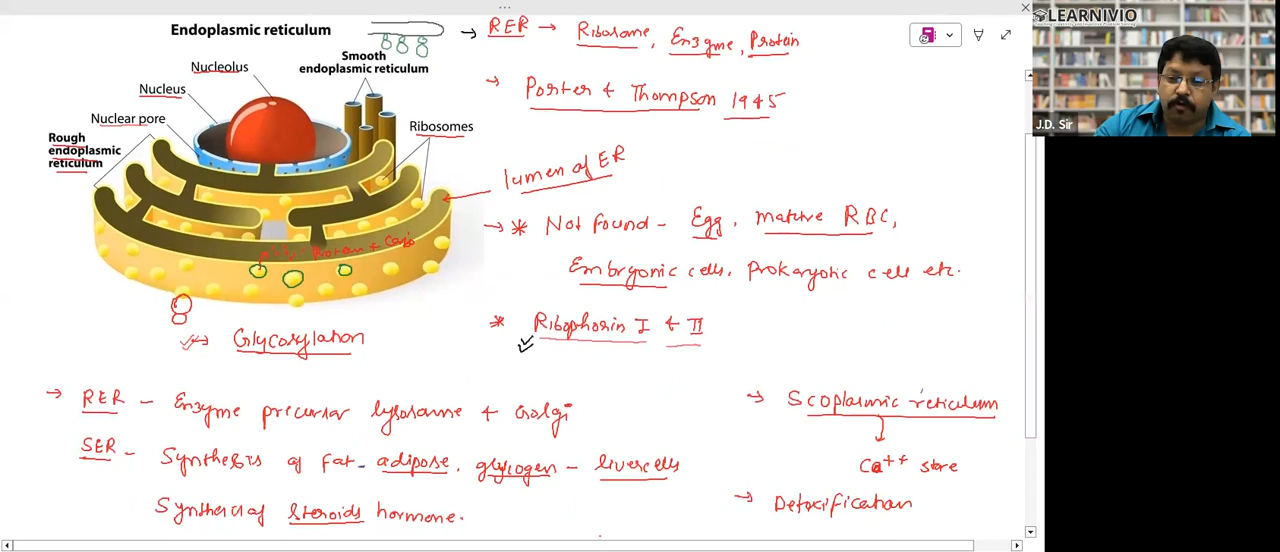 Endoplasmic reticulum
Nucleolus
Smooth
endoplasmic reticulum
Nucleus
Nuclear pore
Ribosomes
Rough
endoplasmic
reticulum
Protein + Carb
→ Glycosylation
→ RER → Ribosome, Enzyme, Protein
→ Porter + Thompson 1945
lumen of ER
→ * Not found - Egg, mature RBC,
Embryonic cells, Prokaryotic cell etc.
* Ribophorin I + II
→ RER - Enzyme precursor lysosome + Golgi
SER - Synthesis of fat - adipose, glycogen - liver cells
Synthesis of steroids hormone.
→ Scoplasmic reticulum
Ca++ store
→ Detoxification
LEARNIVIO
J.D. Sir